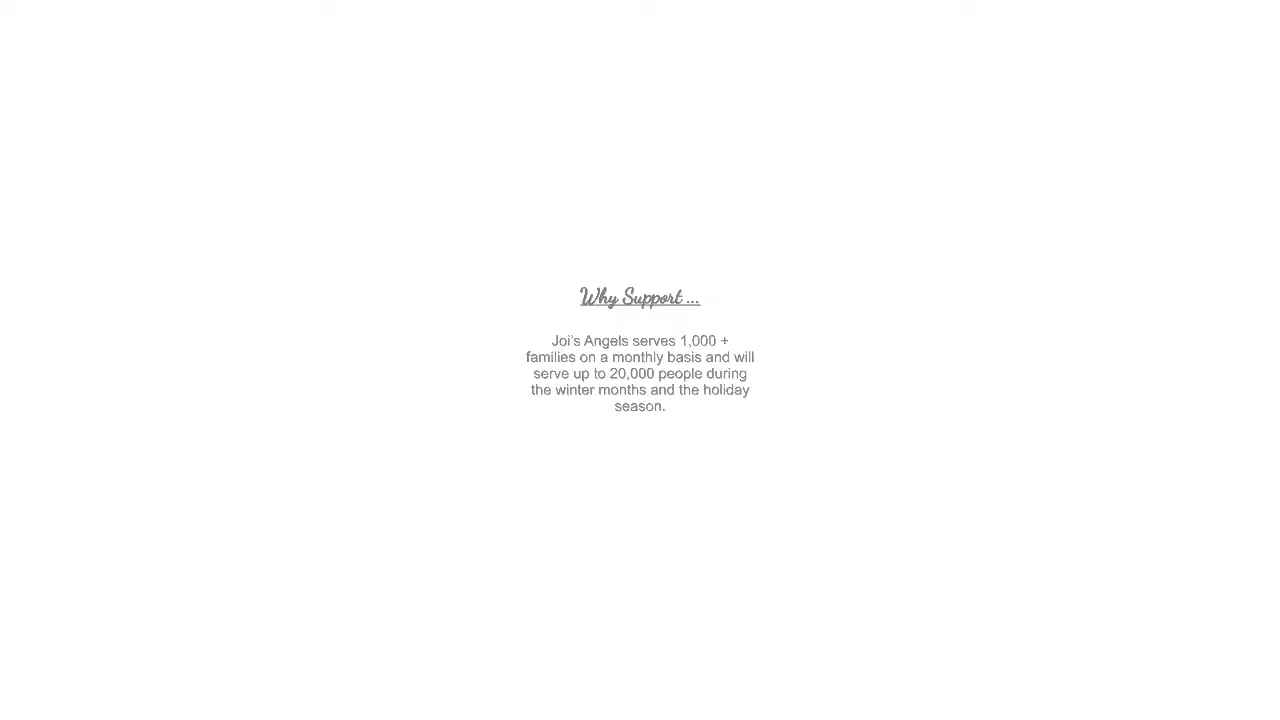 Why Support ...
Joi's Angels serves 1,000 +
families on a monthly basis and will
serve up to 20,000 people during
the winter months and the holiday
season.